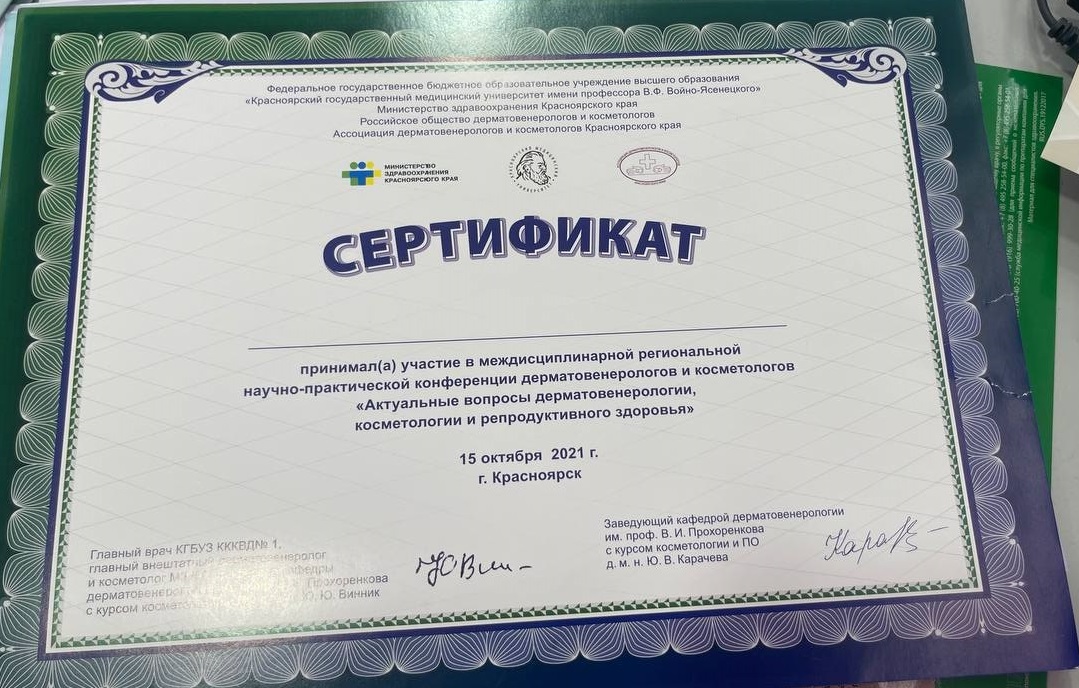 Федеральное государственное бюджетное образовательное учреждение высшего образования
«Красноярский государственный медицинский университет имени профессора В.Ф. Войно-Ясенецкого»
Министерство здравоохранения Красноярского края
Российское общество дерматовенерологов и косметологов
Ассоциация дерматовенерологов и косметологов Красноярского края
МИНИСТЕРСТВО
ЗДРАВООХРАНЕНИЯ
КРАСНОЯРСКОГО КРАЯ
СЕРТИФИКАТ
принимал(а) участие в междисциплинарной региональной
научно-практической конференции дерматовенерологов и косметологов
«Актуальные вопросы дерматовенерологии,
косметологии и репродуктивного здоровья»
15 октября 2021 г.
г. Красноярск
Главный врач КГБУЗ КККВД№ 1,
главный
и косметолог
Прохоренкова
Ю. Ю. Винник
с курсом
Заведующий кафедрой дерматовенерологии
им. проф. В. И. Прохоренкова
с курсом косметологии и ПО
д. м. н. Ю. В. Карачева